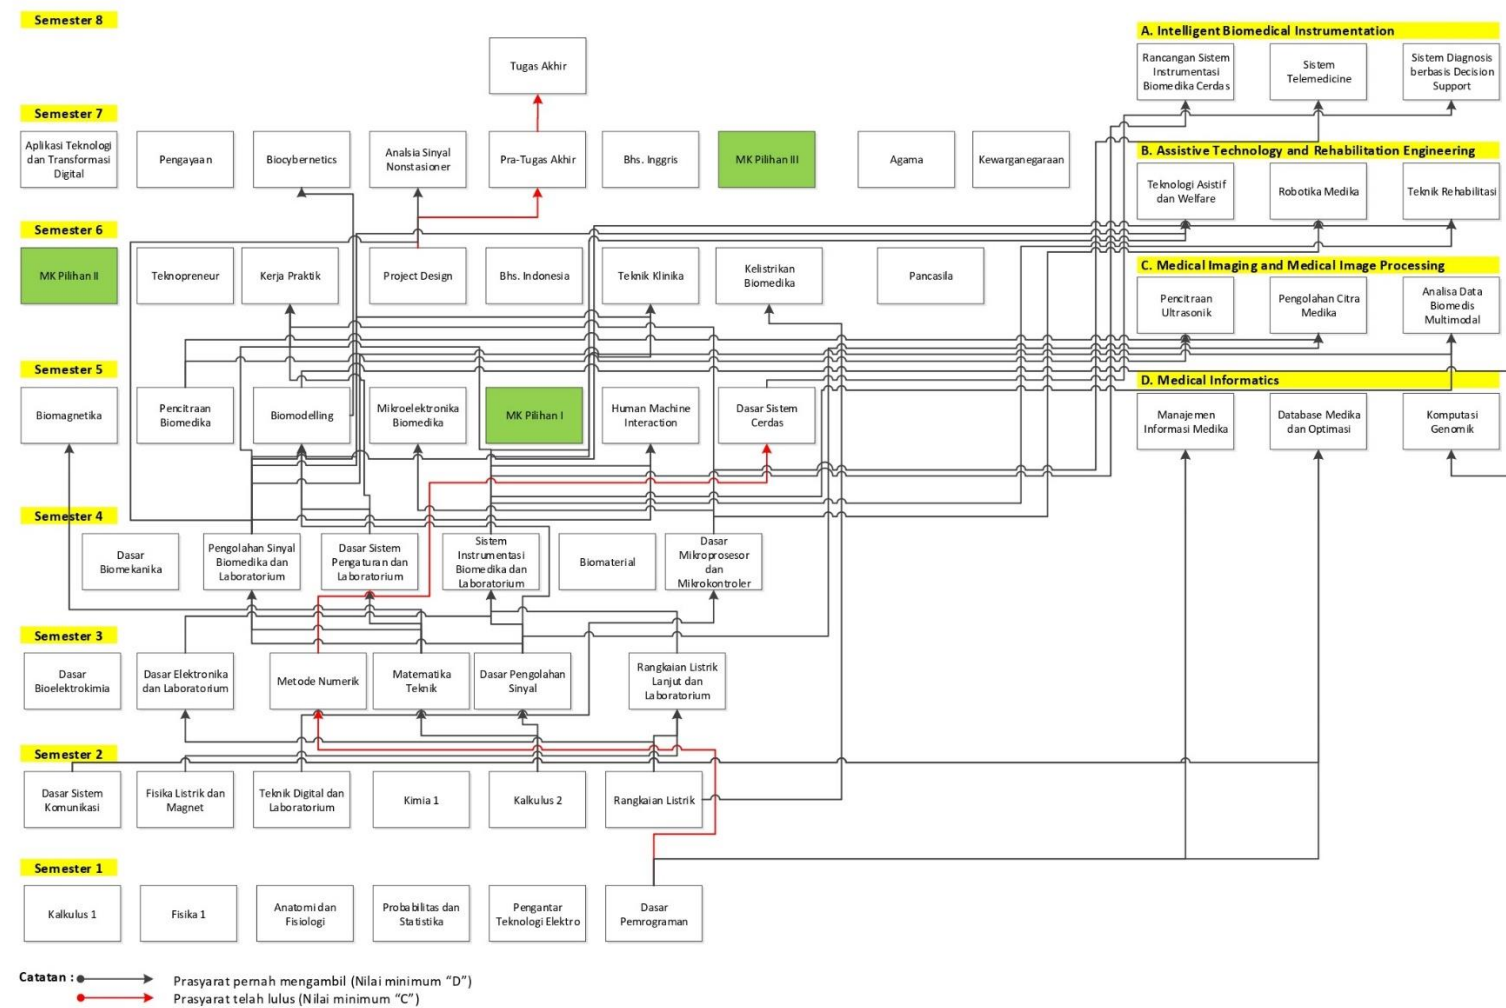 Semester 8
Tugas Akhir
Semester 7
Aplikasi Teknologi
dan Transformasi
Digital
Pengayaan
Biocybernetics
Analsia Sinyal
Nonstasioner
Pra-Tugas Akhir
Bhs. Inggris
MK Pilihan III
Agama
Kewarganegaraan
Semester 6
MK Pilihan II
Teknopreneur
Kerja Praktik
Project Design
Bhs. Indonesia
Teknik Klinika
Kelistrikan
Biomedika
Pancasila
Semester 5
Biomagnetika
Pencitraan
Biomedika
Biomodelling
Mikroelektronika
Biomedika
MK Pilihan I
Human Machine
Interaction
Dasar Sistem
Cerdas
Semester 4
Dasar
Biomekanika
Pengolahan Sinyal
Biomedika dan
Laboratorium
Dasar Sistem
Pengaturan dan
Laboratorium
Sistem
Instrumentasi
Biomedika dan
Laboratorium
Biomaterial
Dasar
Mikroprosesor
dan
Mikrokontroler
Semester 3
Dasar
Bioelektrokimia
Dasar Elektronika
dan Laboratorium
Metode Numerik
Matematika
Teknik
Dasar Pengolahan
Sinyal
Rangkaian Listrik
Lanjut dan
Laboratorium
Semester 2
Dasar Sistem
Komunikasi
Fisika Listrik dan
Magnet
Teknik Digital dan
Laboratorium
Kimia 1
Kalkulus 2
Rangkaian Listrik
Semester 1
Kalkulus 1
Fisika 1
Anatomi dan
Fisiologi
Probabilitas dan
Statistika
Pengantar
Teknologi Elektro
Dasar
Pemrograman
A. Intelligent Biomedical Instrumentation
Rancangan Sistem
Instrumentasi
Biomedika Cerdas
Sistem
Telemedicine
Sistem Diagnosis
berbasis Decision
Support
B. Assistive Technology and Rehabilitation Engineering
Teknologi Asistif
dan Welfare
Robotika Medika
Teknik Rehabilitasi
C. Medical Imaging and Medical Image Processing
Pencitraan
Ultrasonik
Pengolahan Citra
Medika
Analisa Data
Biomedis
Multimodal
D. Medical Informatics
Manajemen
Informasi Medika
Database Medika
dan Optimasi
Komputasi
Genomik
Catatan :
Prasyarat pernah mengambil (Nilai minimum “D”)
Prasyarat telah lulus (Nilai minimum “C”)